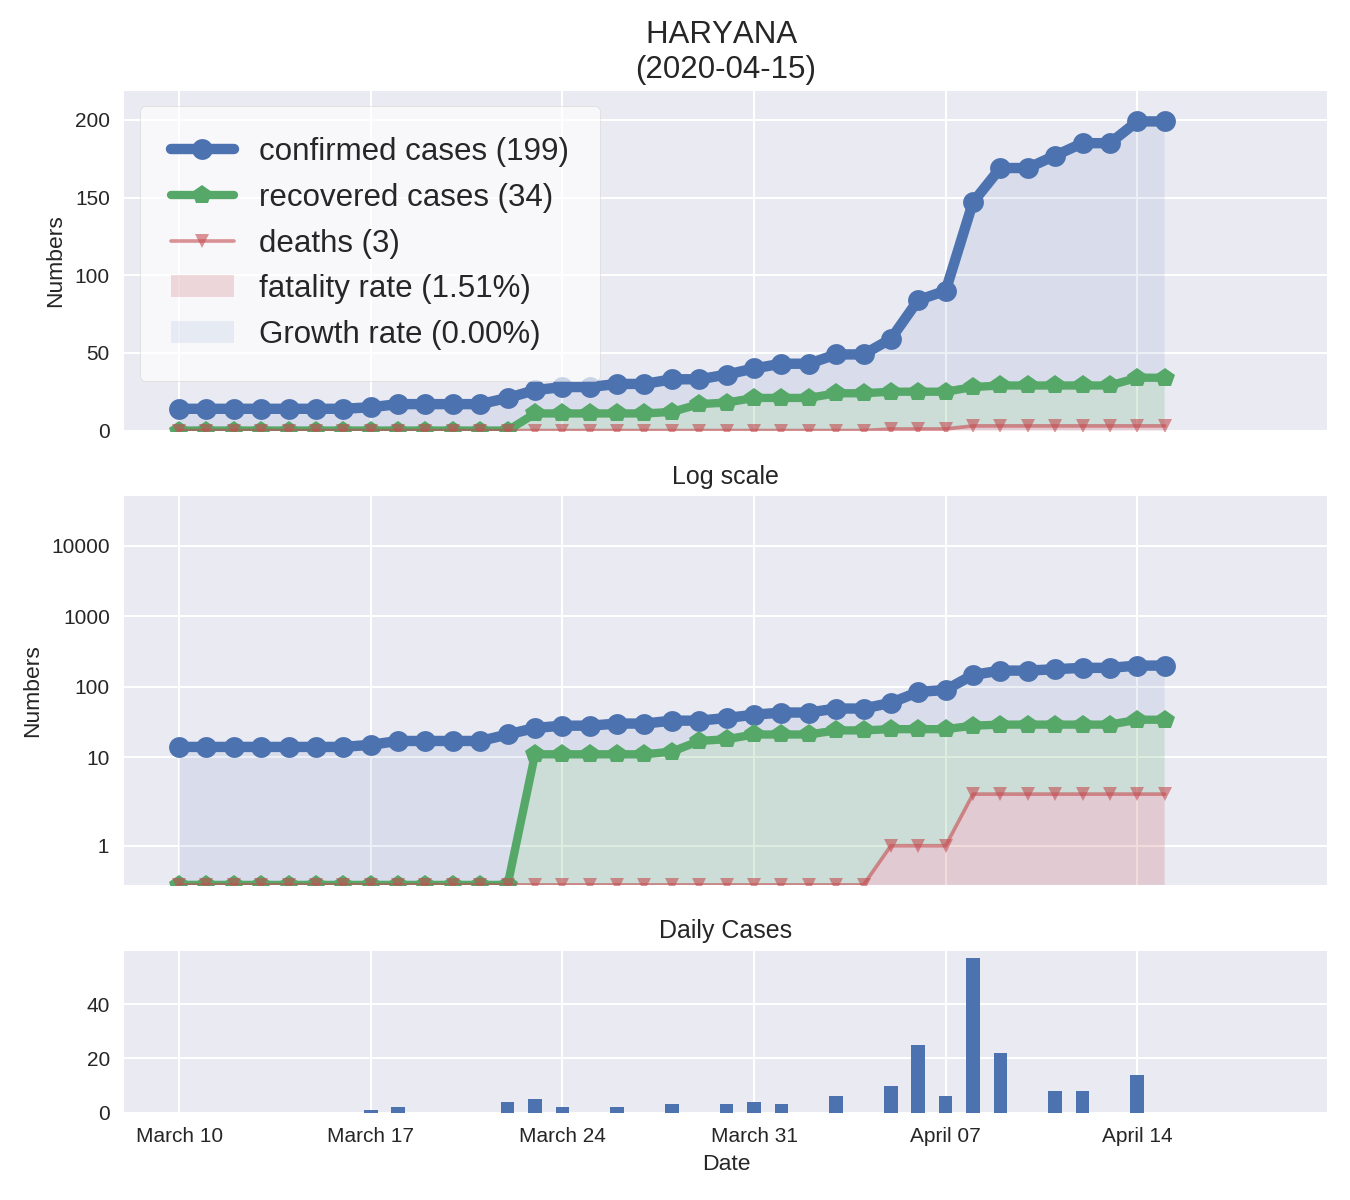 HARYANA
(2020-04-15)
200
150
100
50
0
Numbers
confirmed cases (199)
recovered cases (34)
deaths (3)
fatality rate (1.51%)
Growth rate (0.00%)
Log scale
10000
1000
100
10
1
Numbers
Daily Cases
40
20
0
March 10 March 17 March 24 March 31 April 07 April 14
Date